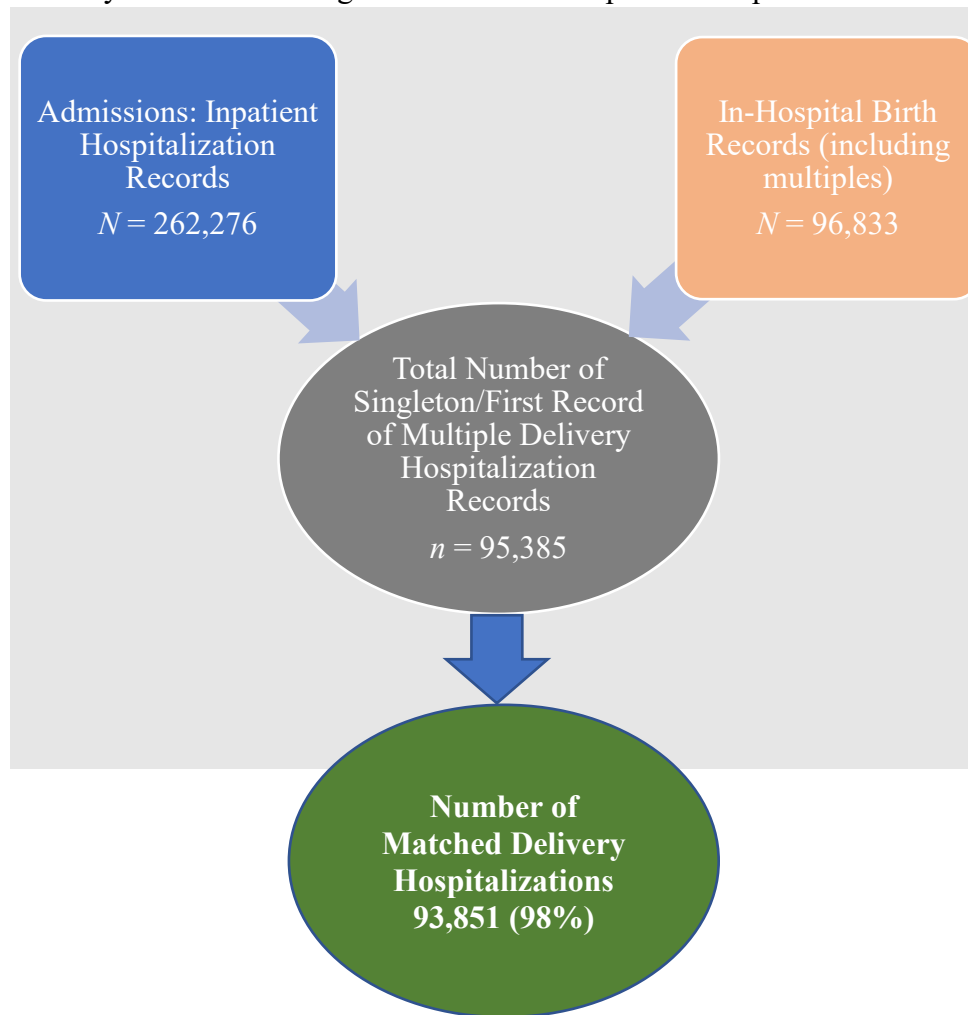 Admissions: Inpatient
Hospitalization
Records
N = 262,276
In-Hospital Birth
Records (including
multiples)
N = 96,833
Total Number of
Singleton/First Record
of Multiple Delivery
Hospitalization
Records
n = 95,385
Number of
Matched Delivery
Hospitalizations
93,851 (98%)